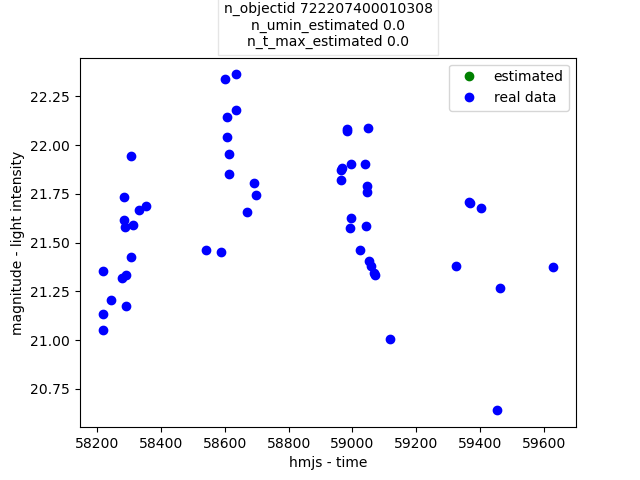 n_objectid 722207400010308
n_umin_estimated 0.0
n_t_max_estimated 0.0
estimated
real data
magnitude - light intensity
22.25
22.00
21.75
21.50
21.25
21.00
20.75
58200 58400 58600 58800 59000 59200 59400 59600
hmjs - time